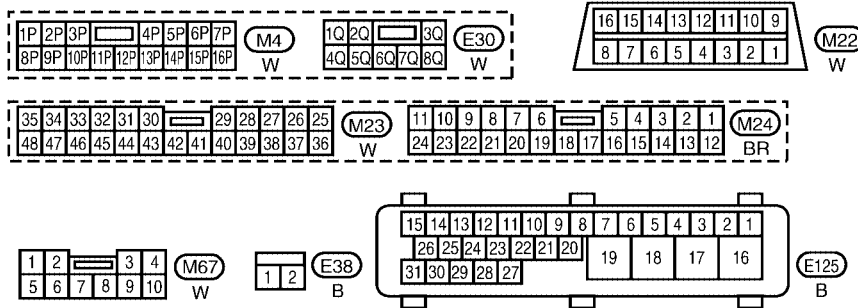 1P 2P 3P 4P 5P 6P 7P M4
8P 9P 10P 11P 12P 13P 14P 15P 16P W
1Q 2Q 3Q E30
4Q 5Q 6Q 7Q 8Q W
16 15 14 13 12 11 10 9 M22
8 7 6 5 4 3 2 1 W
35 34 33 32 31 30 29 28 27 26 25 M23
48 47 46 45 44 43 42 41 40 39 38 37 36 W
11 10 9 8 7 6 5 4 3 2 1 M24
24 23 22 21 20 19 18 17 16 15 14 13 12 BR
1 2 3 4 M67
5 6 7 8 9 10 W
1 2 E38
B
15 14 13 12 11 10 9 8 7 6 5 4 3 2 1
26 25 24 23 22 21 20 19 18 17 16 E125
31 30 29 28 27 B